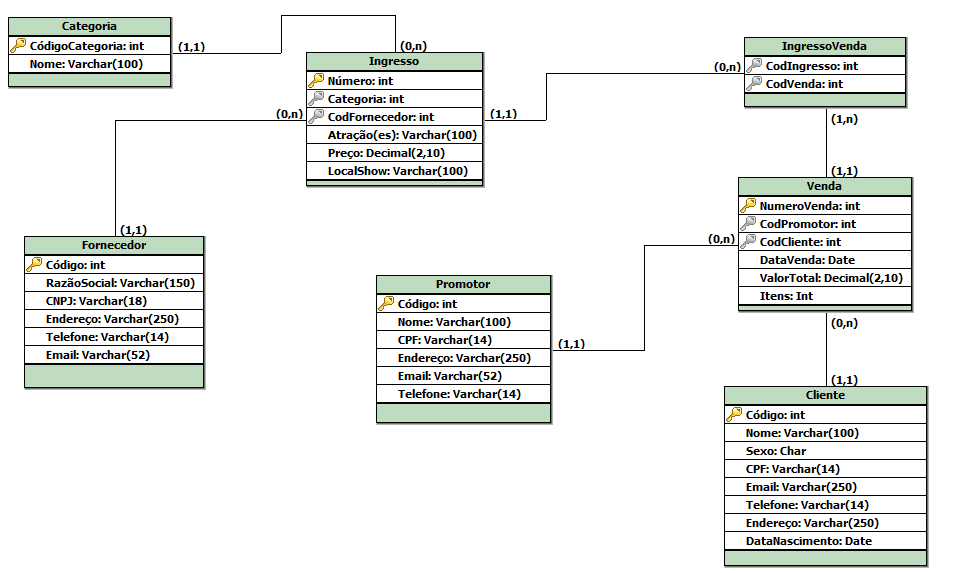 Categoria
CódigoCategoria: int
Nome: Varchar(100)
(1,1)
(0,n)
Ingresso
Número: int
Categoria: int
CodFornecedor: int
Atração(es): Varchar(100)
Preço: Decimal(2,10)
LocalShow: Varchar(100)
(0,n)
(1,1)
(0,n)
IngressoVenda
CodIngresso: int
CodVenda: int
(1,n)
(1,1)
Venda
NumeroVenda: int
CodPromotor: int
CodCliente: int
DataVenda: Date
ValorTotal: Decimal(2,10)
Itens: Int
(0,n)
(0,n)
(1,1)
Fornecedor
Código: int
RazãoSocial: Varchar(150)
CNPJ: Varchar(18)
Endereço: Varchar(250)
Telefone: Varchar(14)
Email: Varchar(52)
Promotor
Código: int
Nome: Varchar(100)
CPF: Varchar(14)
Endereço: Varchar(250)
Email: Varchar(52)
Telefone: Varchar(14)
(1,1)
(1,1)
Cliente
Código: int
Nome: Varchar(100)
Sexo: Char
CPF: Varchar(14)
Email: Varchar(250)
Telefone: Varchar(14)
Endereço: Varchar(250)
DataNascimento: Date